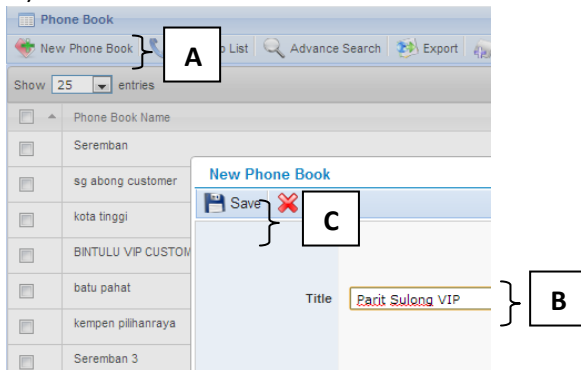 Phone Book
New Phone Book A List Advance Search Export
Show 25 entries
Phone Book Name
Seremban
sg abong customer
kota tinggi
BINTULU VIP
batu pahat
kempen pilihanraya
Seremban 3
New Phone Book
Save C
Title Parit Sulong VIP B